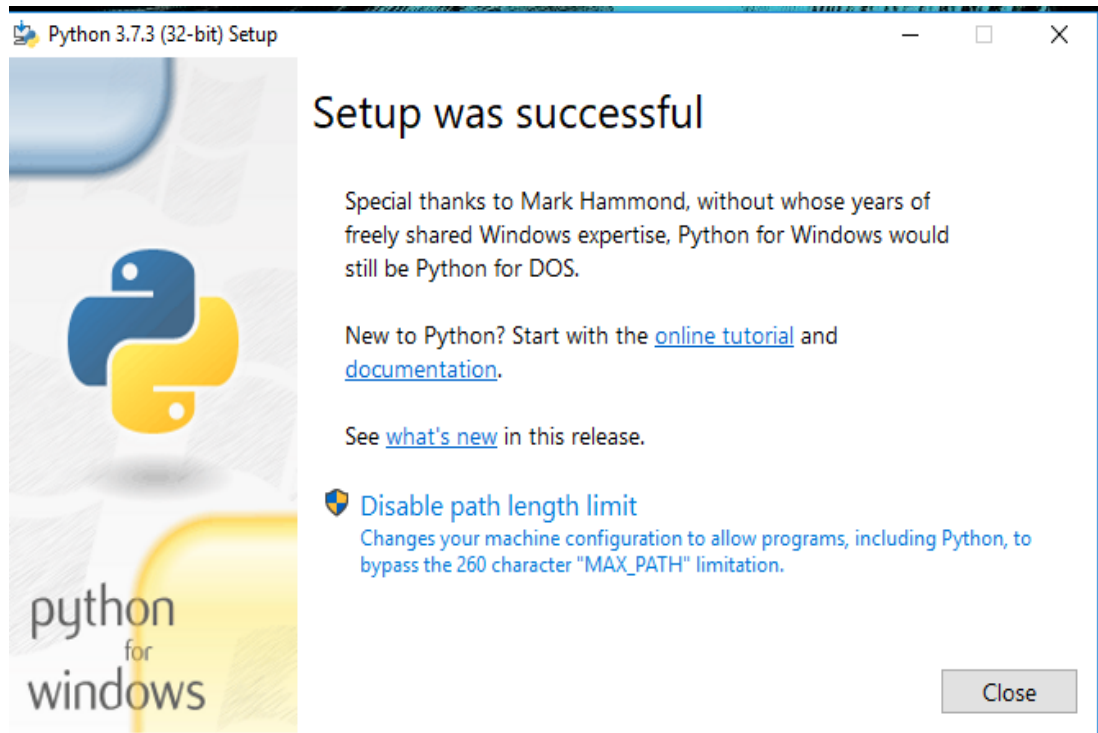 Python 3.7.3 (32-bit) Setup
Setup was successful
Special thanks to Mark Hammond, without whose years of
freely shared Windows expertise, Python for Windows would
still be Python for DOS.
New to Python? Start with the online tutorial and
documentation.
See what's new in this release.
Disable path length limit
Changes your machine configuration to allow programs, including Python, to
bypass the 260 character "MAX_PATH" limitation.
python
for
windows
Close